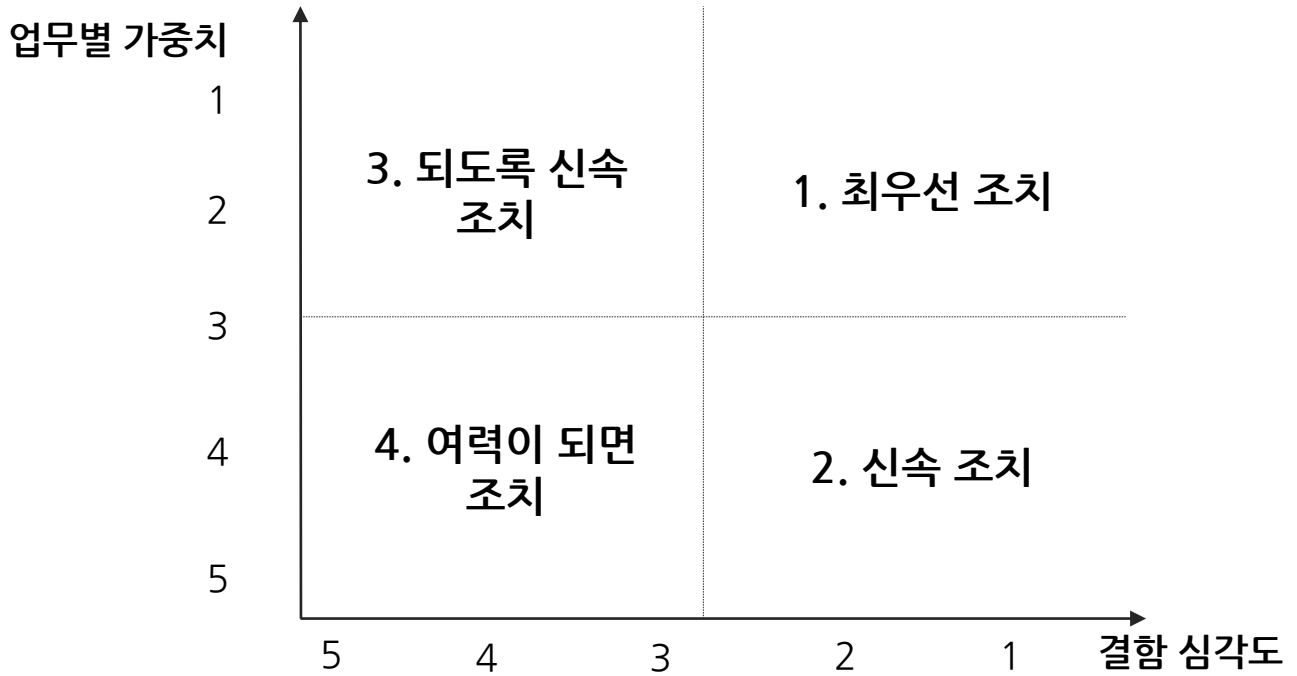 업무별 가중치
1
2
3
4
5
3. 되도록 신속
조치
1. 최우선 조치
4. 여력이 되면
조치
2. 신속 조치
5
4
3
2
1
결함 심각도